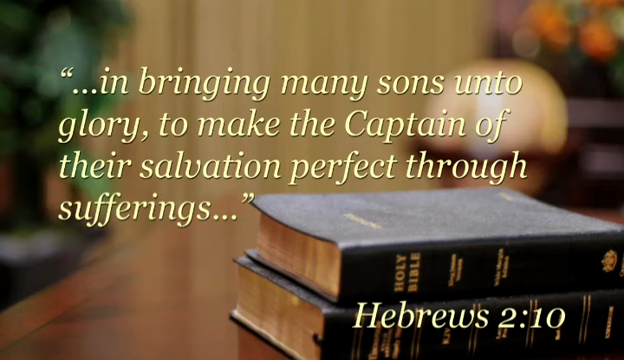 “...in bringing many sons unto
glory, to make the Captain of
their salvation perfect through
sufferings...”
HOLY
BIBLE
Hebrews 2:10